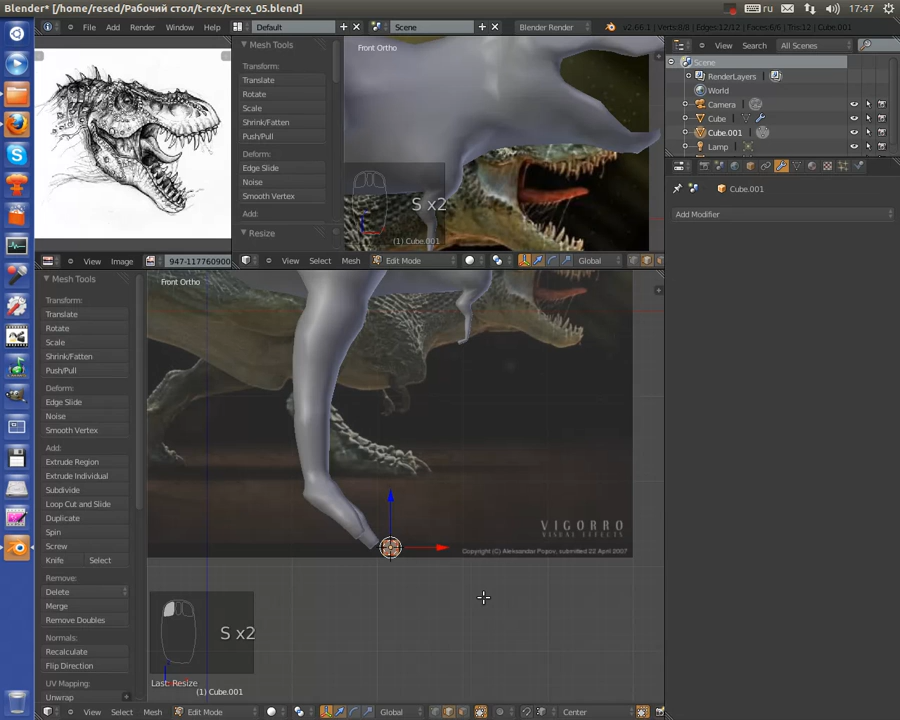 Blender* [/home/resed/Рабочий стол/t-rex/t-rex_05.blend]
ru
17:47
File
Add
Render
Window
Help
Default
Scene
Blender Render
v2.66.1 | Verts:8/8 | Edges:12/12 | Faces:6/6 | Tris:12 | Cube.001
View
Search
All Scenes
Scene
RenderLayers
World
Camera
Cube
Cube.001
Lamp
Cube.001
Add Modifier
Mesh Tools
Transform:
Translate
Rotate
Scale
Shrink/Fatten
Push/Pull
Deform:
Edge Slide
Noise
Smooth Vertex
Add:
Resize
Front Ortho
S x2
(1) Cube.001
View
Image
947-1177609001
View
Select
Mesh
Edit Mode
Global
Mesh Tools
Transform:
Translate
Rotate
Scale
Shrink/Fatten
Push/Pull
Deform:
Edge Slide
Noise
Smooth Vertex
Add:
Extrude Region
Extrude Individual
Subdivide
Loop Cut and Slide
Duplicate
Spin
Screw
Knife
Select
Remove:
Delete
Merge
Remove Doubles
Normals:
Recalculate
Flip Direction
UV Mapping:
Unwrap
Front Ortho
VIGORRO
VISUAL EFFECTS
Copyright (C) Aleksandar Popov, submitted 22 April 2007
S x2
Last: Resize
(1) Cube.001
View
Select
Mesh
Edit Mode
Global
Center